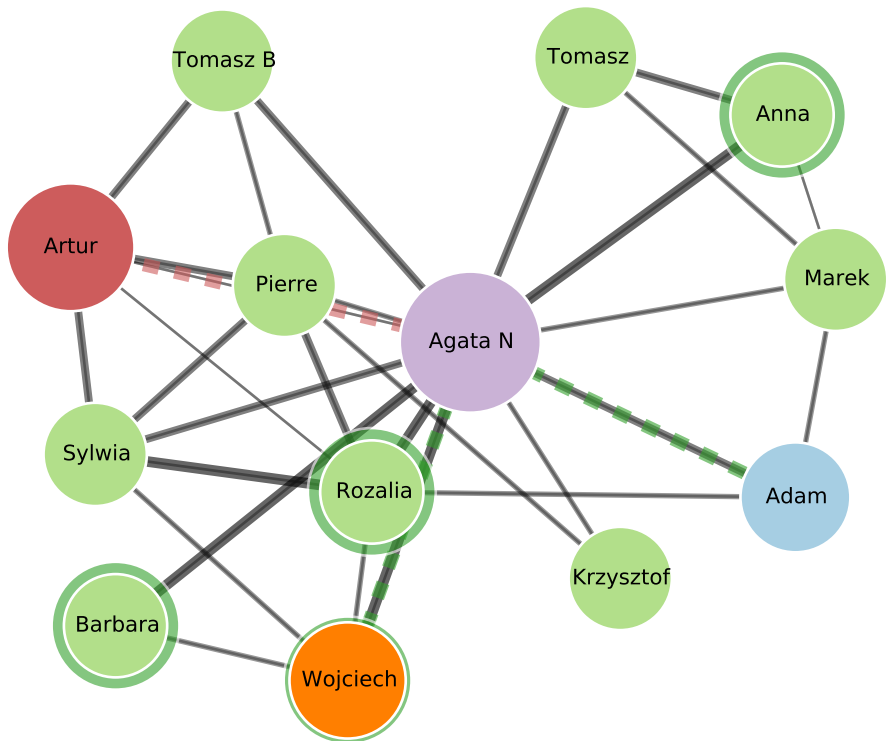 Tomasz B
Tomasz
Anna
Artur
Pierre
Marek
Agata N
Sylwia
Rozalia
Adam
Krzysztof
Barbara
Wojciech